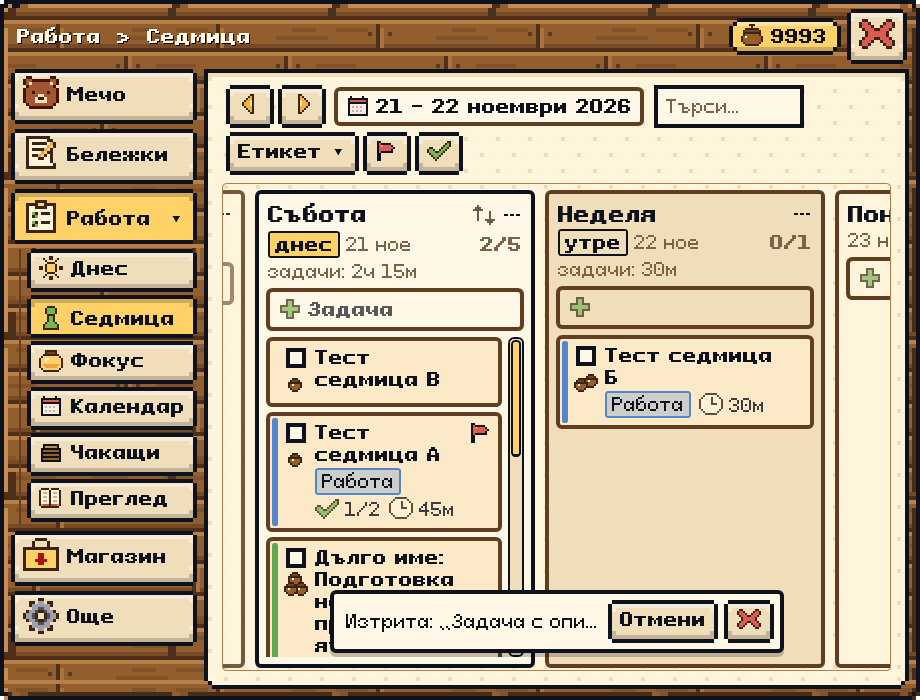 Работа > Седмица
9993
Мечо
Бележки
Работа
Днес
Седмица
Фокус
Календар
Чакащи
Преглед
Магазин
Още
21 – 22 ноември 2026
Търси...
Етикет
Събота
днес 21 ное 2/5
задачи: 2ч 15м
Задача
Тест
седмица В
Тест
седмица А
Работа
1/2 45м
Дълго име:
Подготовка
Неделя
утре 22 ное 0/1
задачи: 30м
Тест седмица
Б
Работа 30м
23
Изтрита: „Задача с опи...
Отмени